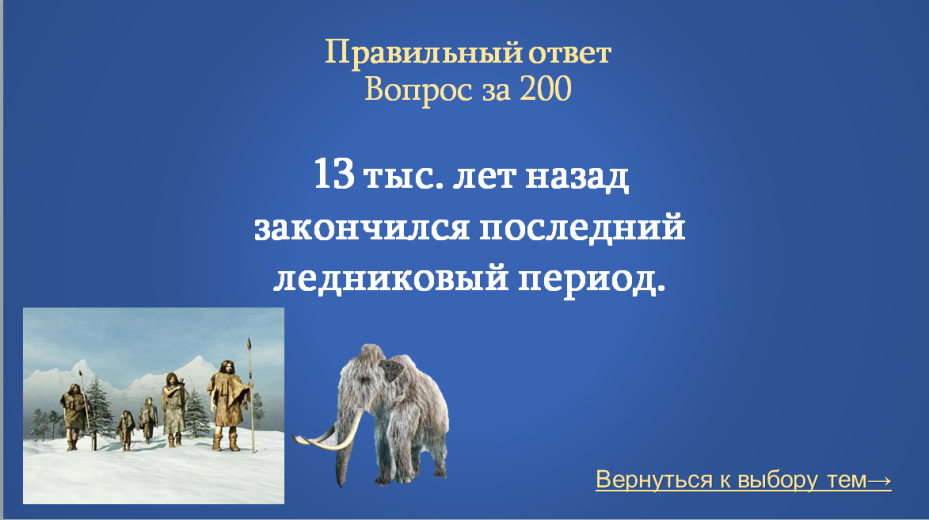 Правильный ответ
Вопрос за 200
13 тыс. лет назад
закончился последний
ледниковый период.
Вернуться к выбору тем→